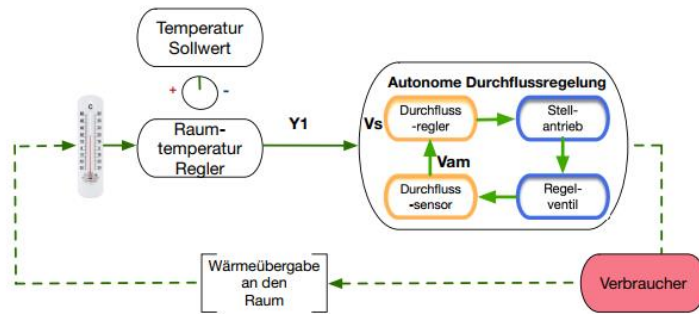 Temperatur
Sollwert
+ -
Raum-
temperatur
Regler
Y1
Autonome Durchflussregelung
Vs
Durchfluss
-regler
Stell-
antrieb
Vam
Durchfluss
-sensor
Regel-
ventil
C
Wärmeübergabe
an den
Raum
Verbraucher